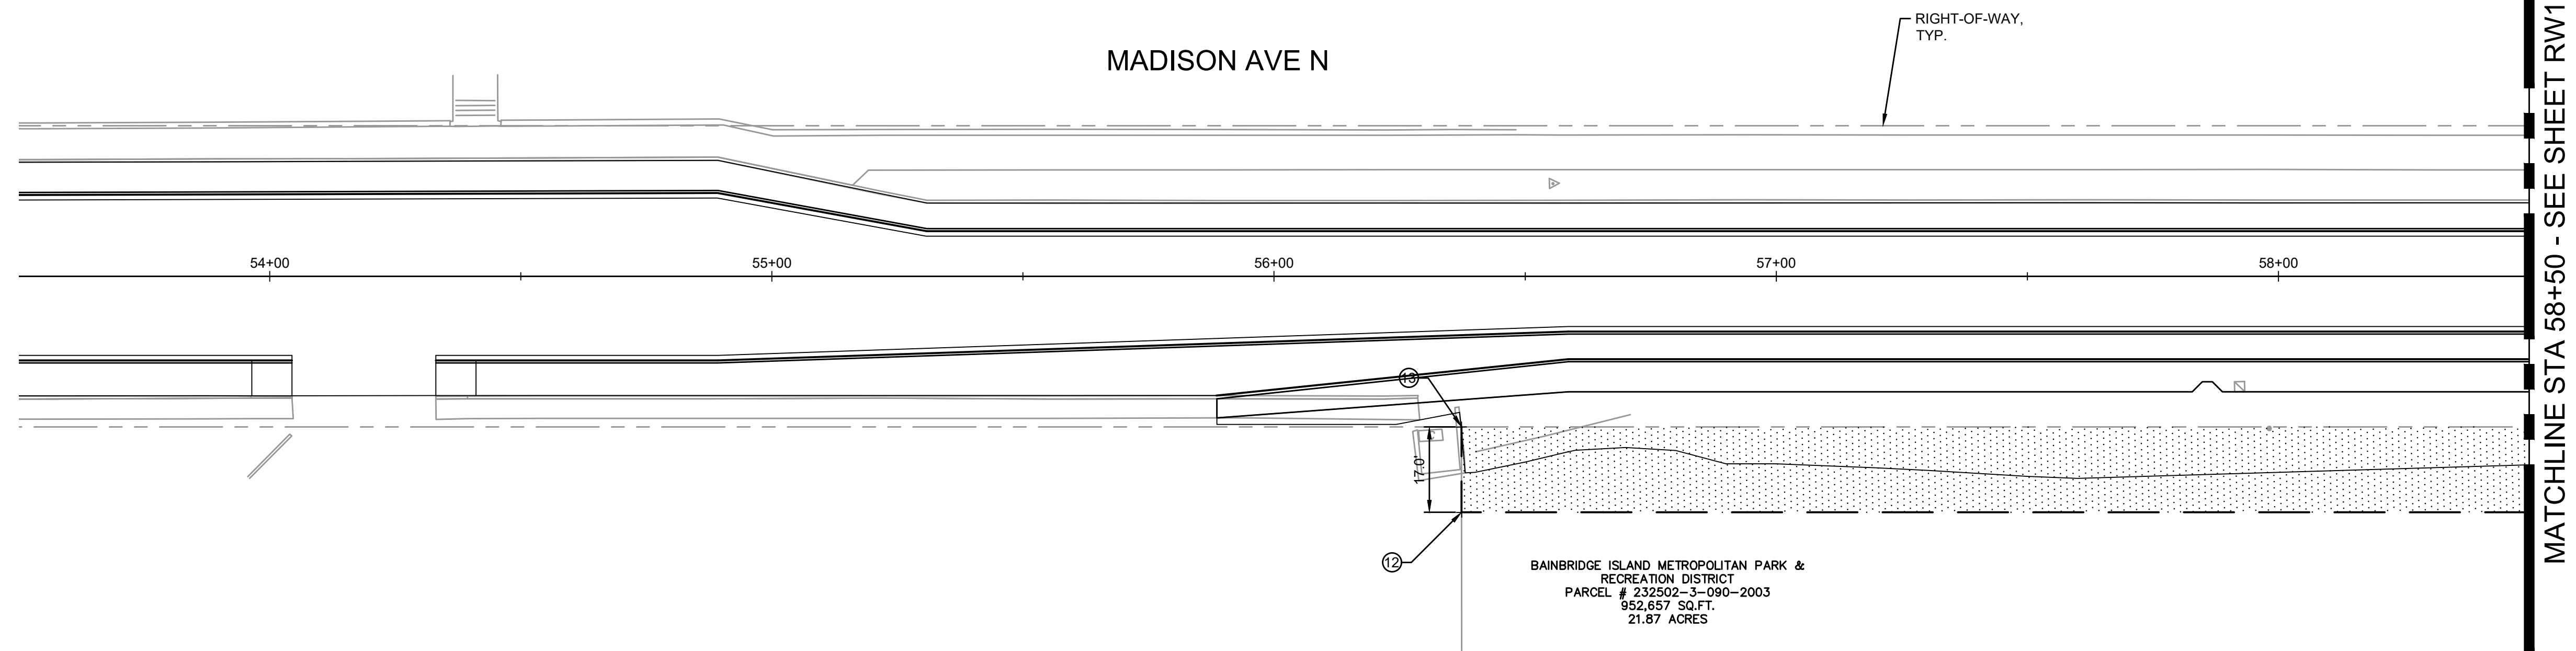 RIGHT-OF-WAY,
TYP.
MADISON AVE N
54+00
55+00
56+00
57+00
58+00
13
17.0'
12
BAINBRIDGE ISLAND METROPOLITAN PARK &
RECREATION DISTRICT
PARCEL # 232502-3-090-2003
952,657 SQ.FT.
21.87 ACRES
MATCHLINE STA 58+50 - SEE SHEET RW1